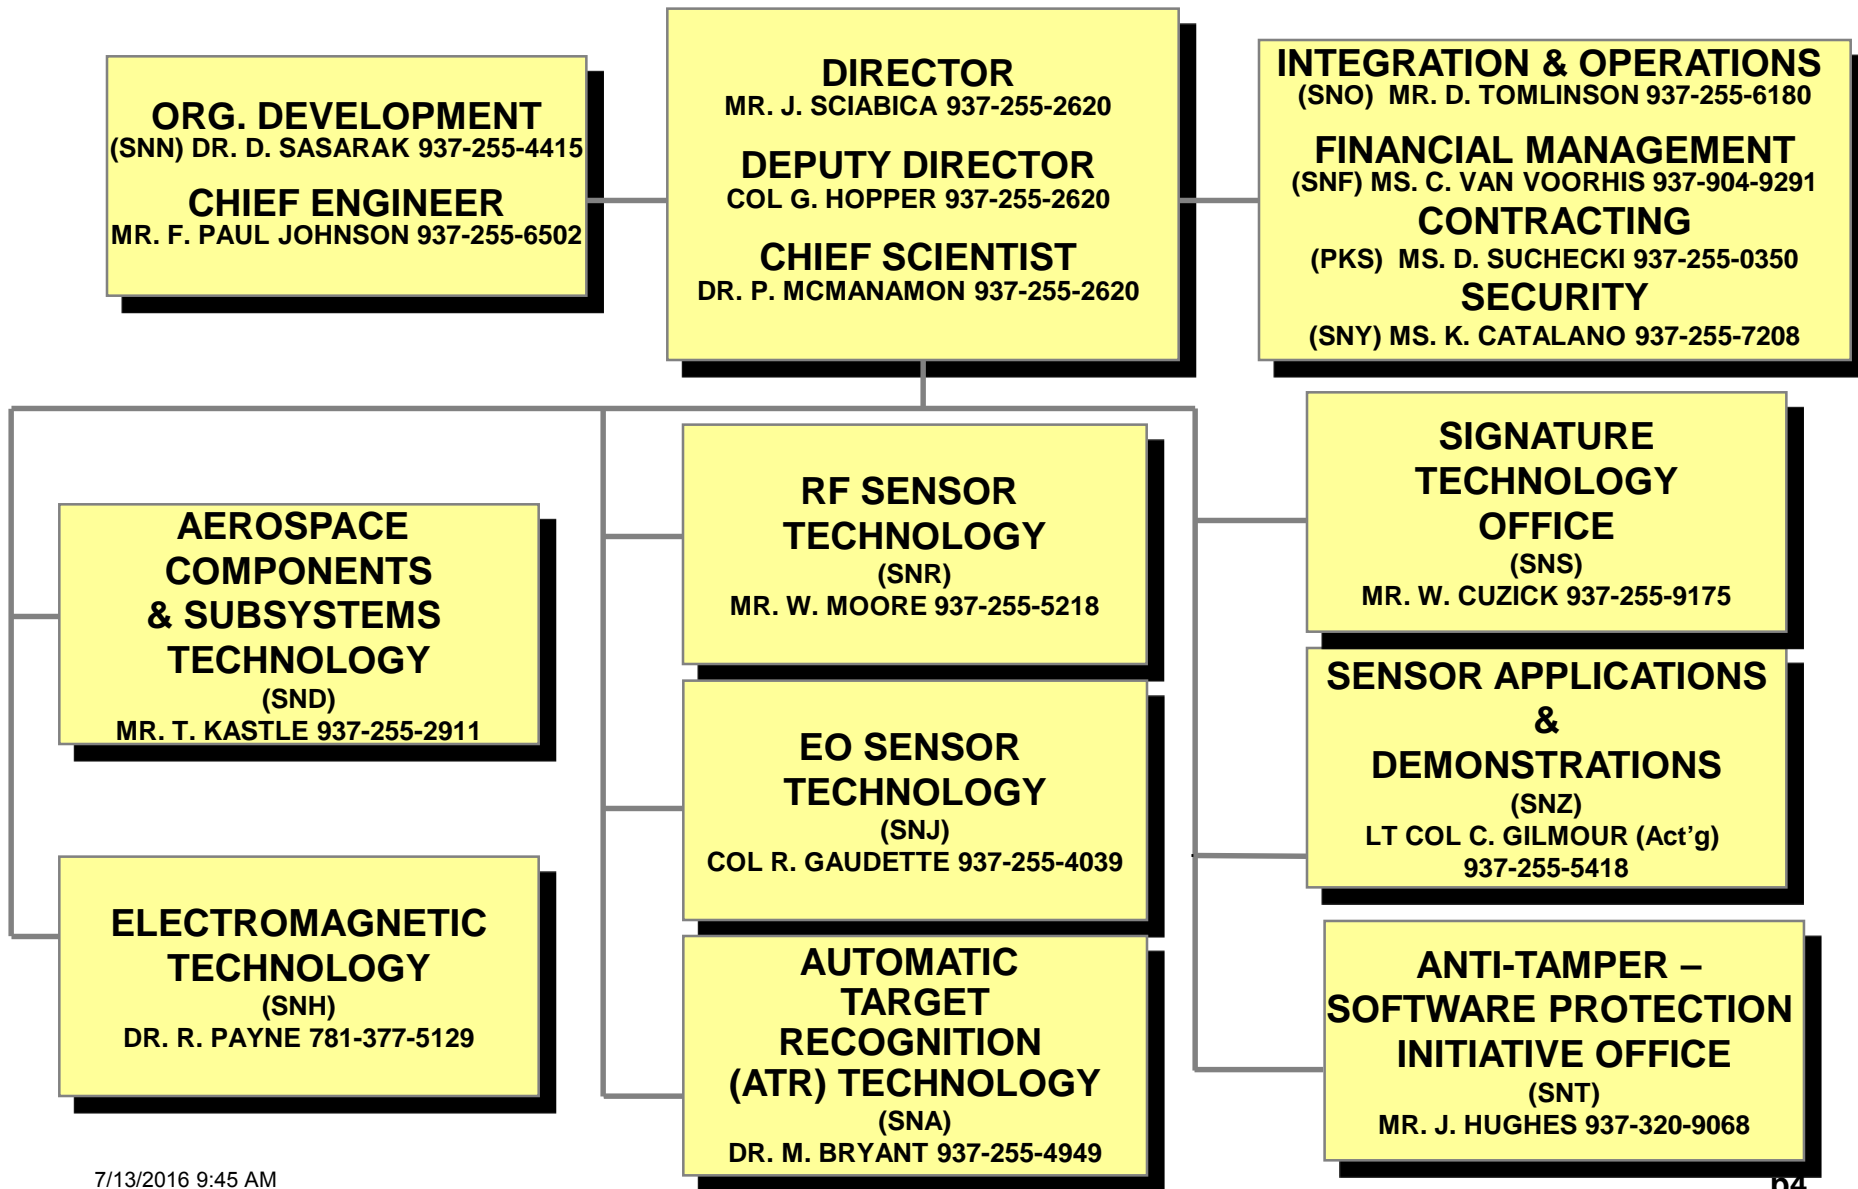 ORG. DEVELOPMENT
(SNN) DR. D. SASARAK 937-255-4415
CHIEF ENGINEER
MR. F. PAUL JOHNSON 937-255-6502
DIRECTOR
MR. J. SCIABICA 937-255-2620
DEPUTY DIRECTOR
COL G. HOPPER 937-255-2620
CHIEF SCIENTIST
DR. P. MCMANAMON 937-255-2620
INTEGRATION & OPERATIONS
(SNO) MR. D. TOMLINSON 937-255-6180
FINANCIAL MANAGEMENT
(SNF) MS. C. VAN VOORHIS 937-904-9291
CONTRACTING
(PKS) MS. D. SUCHECKI 937-255-0350
SECURITY
(SNY) MS. K. CATALANO 937-255-7208
AEROSPACE
COMPONENTS
& SUBSYSTEMS
TECHNOLOGY
(SND)
MR. T. KASTLE 937-255-2911
ELECTROMAGNETIC
TECHNOLOGY
(SNH)
DR. R. PAYNE 781-377-5129
RF SENSOR
TECHNOLOGY
(SNR)
MR. W. MOORE 937-255-5218
EO SENSOR
TECHNOLOGY
(SNJ)
COL R. GAUDETTE 937-255-4039
AUTOMATIC
TARGET
RECOGNITION
(ATR) TECHNOLOGY
(SNA)
DR. M. BRYANT 937-255-4949
SIGNATURE
TECHNOLOGY
OFFICE
(SNS)
MR. W. CUZICK 937-255-9175
SENSOR APPLICATIONS
&
DEMONSTRATIONS
(SNZ)
LT COL C. GILMOUR (Act’g)
937-255-5418
ANTI-TAMPER –
SOFTWARE PROTECTION
INITIATIVE OFFICE
(SNT)
MR. J. HUGHES 937-320-9068
7/13/2016 9:45 AM